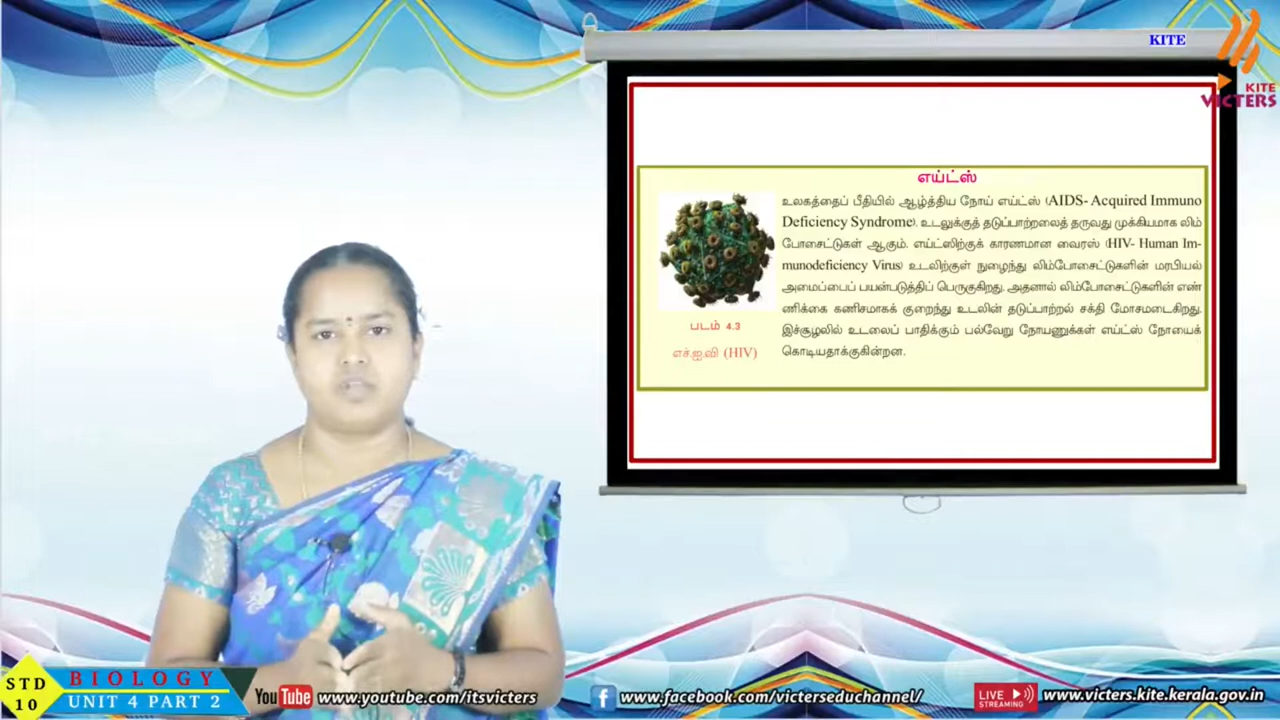 KITE
KITE
VICTERS
எய்ட்ஸ்
உலகத்தைப் பீதியில் ஆழ்த்திய நோய் எய்ட்ஸ் (AIDS- Acquired Immuno
Deficiency Syndrome). உடலுக்குத் தடுப்பாற்றலைத் தருவது முக்கியமாக லிம்
போசைட்டுகள் ஆகும். எய்ட்ஸிற்குக் காரணமான வைரஸ் (HIV- Human Im-
munodeficiency Virus) உடலிற்குள் நுழைந்து லிம்போசைட்டுகளின் மரபியல்
அமைப்பைப் பயன்படுத்திப் பெருகுகிறது. அதனால் லிம்போசைட்டுகளின் எண்
ணிக்கை கணிசமாகக் குறைந்து உடலின் தடுப்பாற்றல் சக்தி மோசமடைகிறது.
இச்சூழலில் உடலைப் பாதிக்கும் பல்வேறு நோயணுக்கள் எய்ட்ஸ் நோயைக்
கொடியதாக்குகின்றன.
படம் 4.3
எச்.ஐ.வி (HIV)
STD
10
BIOLOGY
UNIT 4 PART 2
YouTube www.youtube.com/itsvicters
f www.facebook.com/victerseduchannel/
LIVE
STREAMING
www.victers.kite.kerala.gov.in